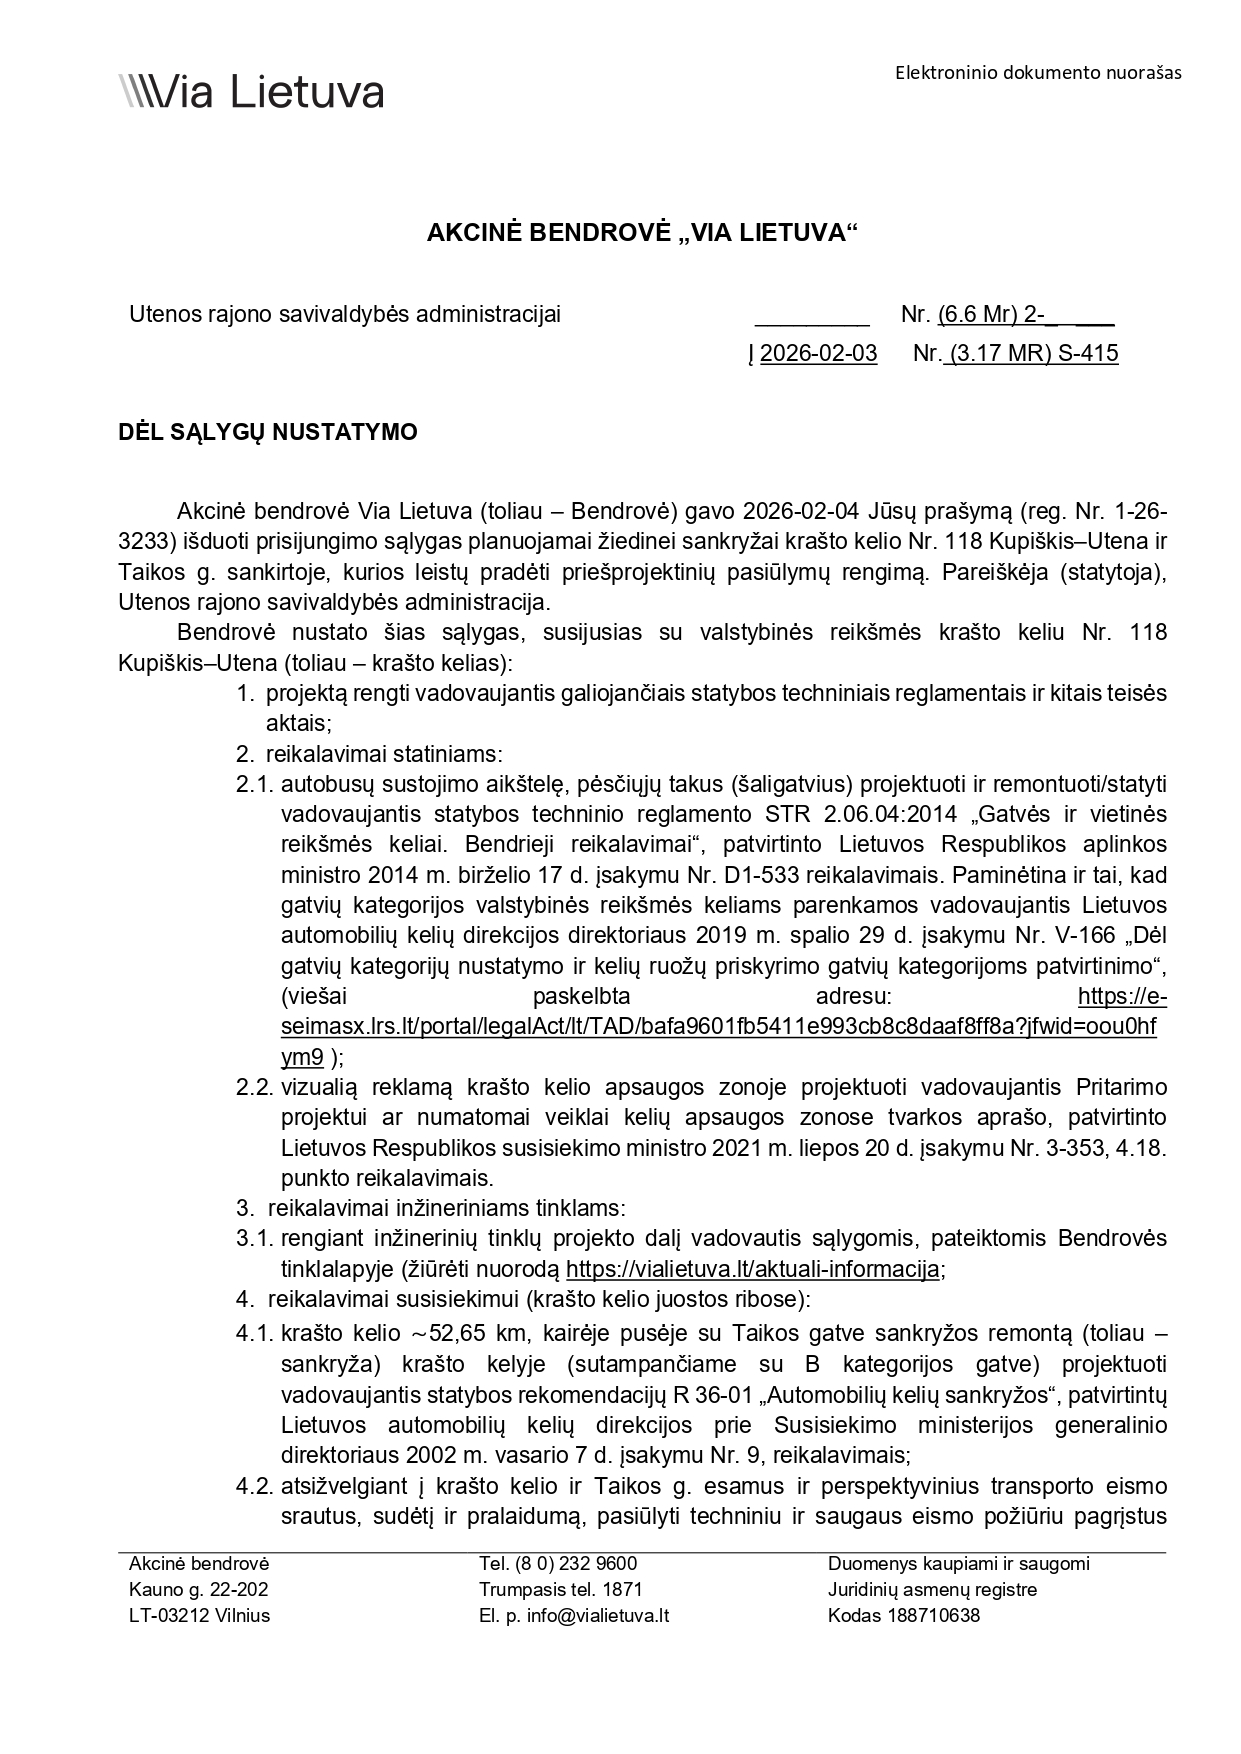 Via Lietuva
Elektroninio dokumento nuorašas
AKCINĖ BENDROVĖ „VIA LIETUVA“
Utenos rajono savivaldybės administracijai
_________ Nr. (6.6 Mr) 2-_ ___
Į 2026-02-03 Nr. (3.17 MR) S-415
DĖL SĄLYGŲ NUSTATYMO
Akcinė bendrovė Via Lietuva (toliau – Bendrovė) gavo 2026-02-04 Jūsų prašymą (reg. Nr. 1-26-
3233) išduoti prisijungimo sąlygas planuojamai žiedinei sankryžai krašto kelio Nr. 118 Kupiškis–Utena ir
Taikos g. sankirtoje, kurios leistų pradėti priešprojektinių pasiūlymų rengimą. Pareiškėja (statytoja),
Utenos rajono savivaldybės administracija.
Bendrovė nustato šias sąlygas, susijusias su valstybinės reikšmės krašto keliu Nr. 118
Kupiškis–Utena (toliau – krašto kelias):
1. projektą rengti vadovaujantis galiojančiais statybos techniniais reglamentais ir kitais teisės
aktais;
2. reikalavimai statiniams:
2.1. autobusų sustojimo aikštelę, pėsčiųjų takus (šaligatvius) projektuoti ir remontuoti/statyti
vadovaujantis statybos techninio reglamento STR 2.06.04:2014 „Gatvės ir vietinės
reikšmės keliai. Bendrieji reikalavimai“, patvirtinto Lietuvos Respublikos aplinkos
ministro 2014 m. birželio 17 d. įsakymu Nr. D1-533 reikalavimais. Paminėtina ir tai, kad
gatvių kategorijos valstybinės reikšmės keliams parenkamos vadovaujantis Lietuvos
automobilių kelių direkcijos direktoriaus 2019 m. spalio 29 d. įsakymu Nr. V-166 „Dėl
gatvių kategorijų nustatymo ir kelių ruožų priskyrimo gatvių kategorijoms patvirtinimo“,
(viešai paskelbta adresu: https://e-
seimasx.lrs.lt/portal/legalAct/lt/TAD/bafa9601fb5411e993cb8c8daaf8ff8a?jfwid=oou0hf
ym9 );
2.2. vizualią reklamą krašto kelio apsaugos zonoje projektuoti vadovaujantis Pritarimo
projektui ar numatomai veiklai kelių apsaugos zonose tvarkos aprašo, patvirtinto
Lietuvos Respublikos susisiekimo ministro 2021 m. liepos 20 d. įsakymu Nr. 3-353, 4.18.
punkto reikalavimais.
3. reikalavimai inžineriniams tinklams:
3.1. rengiant inžinerinių tinklų projekto dalį vadovautis sąlygomis, pateiktomis Bendrovės
tinklalapyje (žiūrėti nuorodą https://vialietuva.lt/aktuali-informacija;
4. reikalavimai susisiekimui (krašto kelio juostos ribose):
4.1. krašto kelio ~52,65 km, kairėje pusėje su Taikos gatve sankryžos remontą (toliau –
sankryža) krašto kelyje (sutampančiame su B kategorijos gatve) projektuoti
vadovaujantis statybos rekomendacijų R 36-01 „Automobilių kelių sankryžos“, patvirtintų
Lietuvos automobilių kelių direkcijos prie Susisiekimo ministerijos generalinio
direktoriaus 2002 m. vasario 7 d. įsakymu Nr. 9, reikalavimais;
4.2. atsižvelgiant į krašto kelio ir Taikos g. esamus ir perspektyvinius transporto eismo
srautus, sudėtį ir pralaidumą, pasiūlyti techniniu ir saugaus eismo požiūriu pagrįstus
Akcinė bendrovė Tel. (8 0) 232 9600 Duomenys kaupiami ir saugomi
Kauno g. 22-202 Trumpasis tel. 1871 Juridinių asmenų registre
LT-03212 Vilnius El. p. info@vialietuva.lt Kodas 188710638